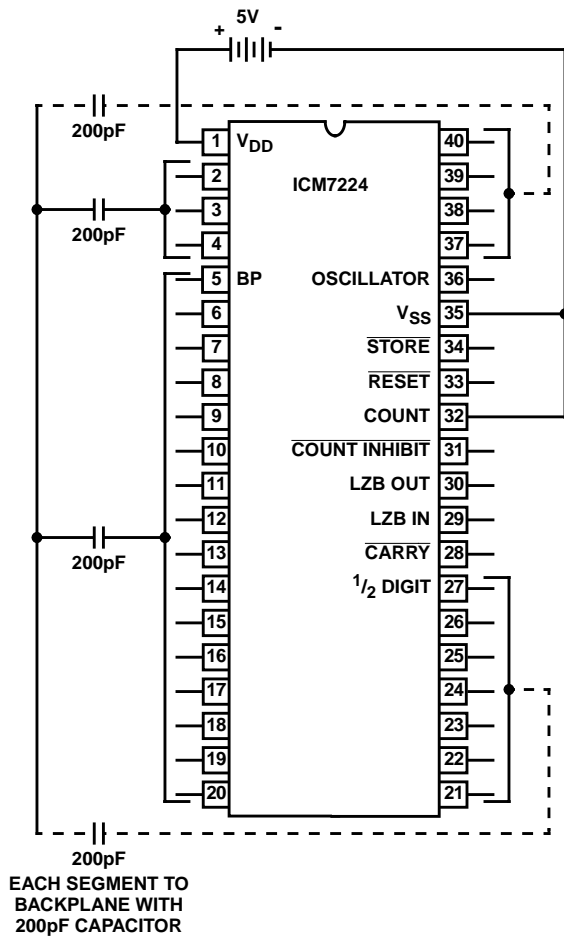 5V
+ -
200pF
1 V_DD 40
2 39
ICM7224
3 38
200pF
4 37
5 BP OSCILLATOR 36
6 V_SS 35
7 STORE 34
8 RESET 33
9 COUNT 32
10 COUNT INHIBIT 31
11 LZB OUT 30
12 LZB IN 29
13 CARRY 28
200pF
14 1/2 DIGIT 27
15 26
16 25
17 24
18 23
19 22
20 21
200pF
EACH SEGMENT TO
BACKPLANE WITH
200pF CAPACITOR